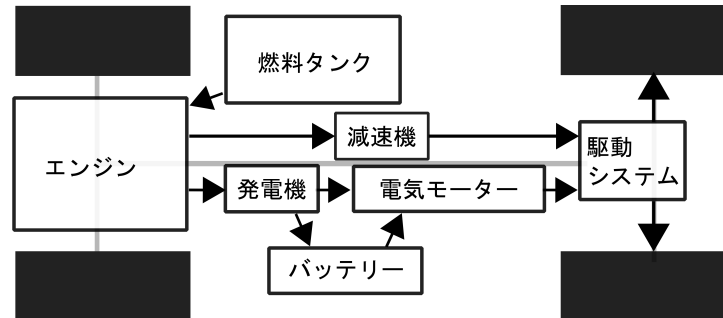 燃料タンク
エンジン
減速機
駆動
システム
発電機
電気モーター
バッテリー